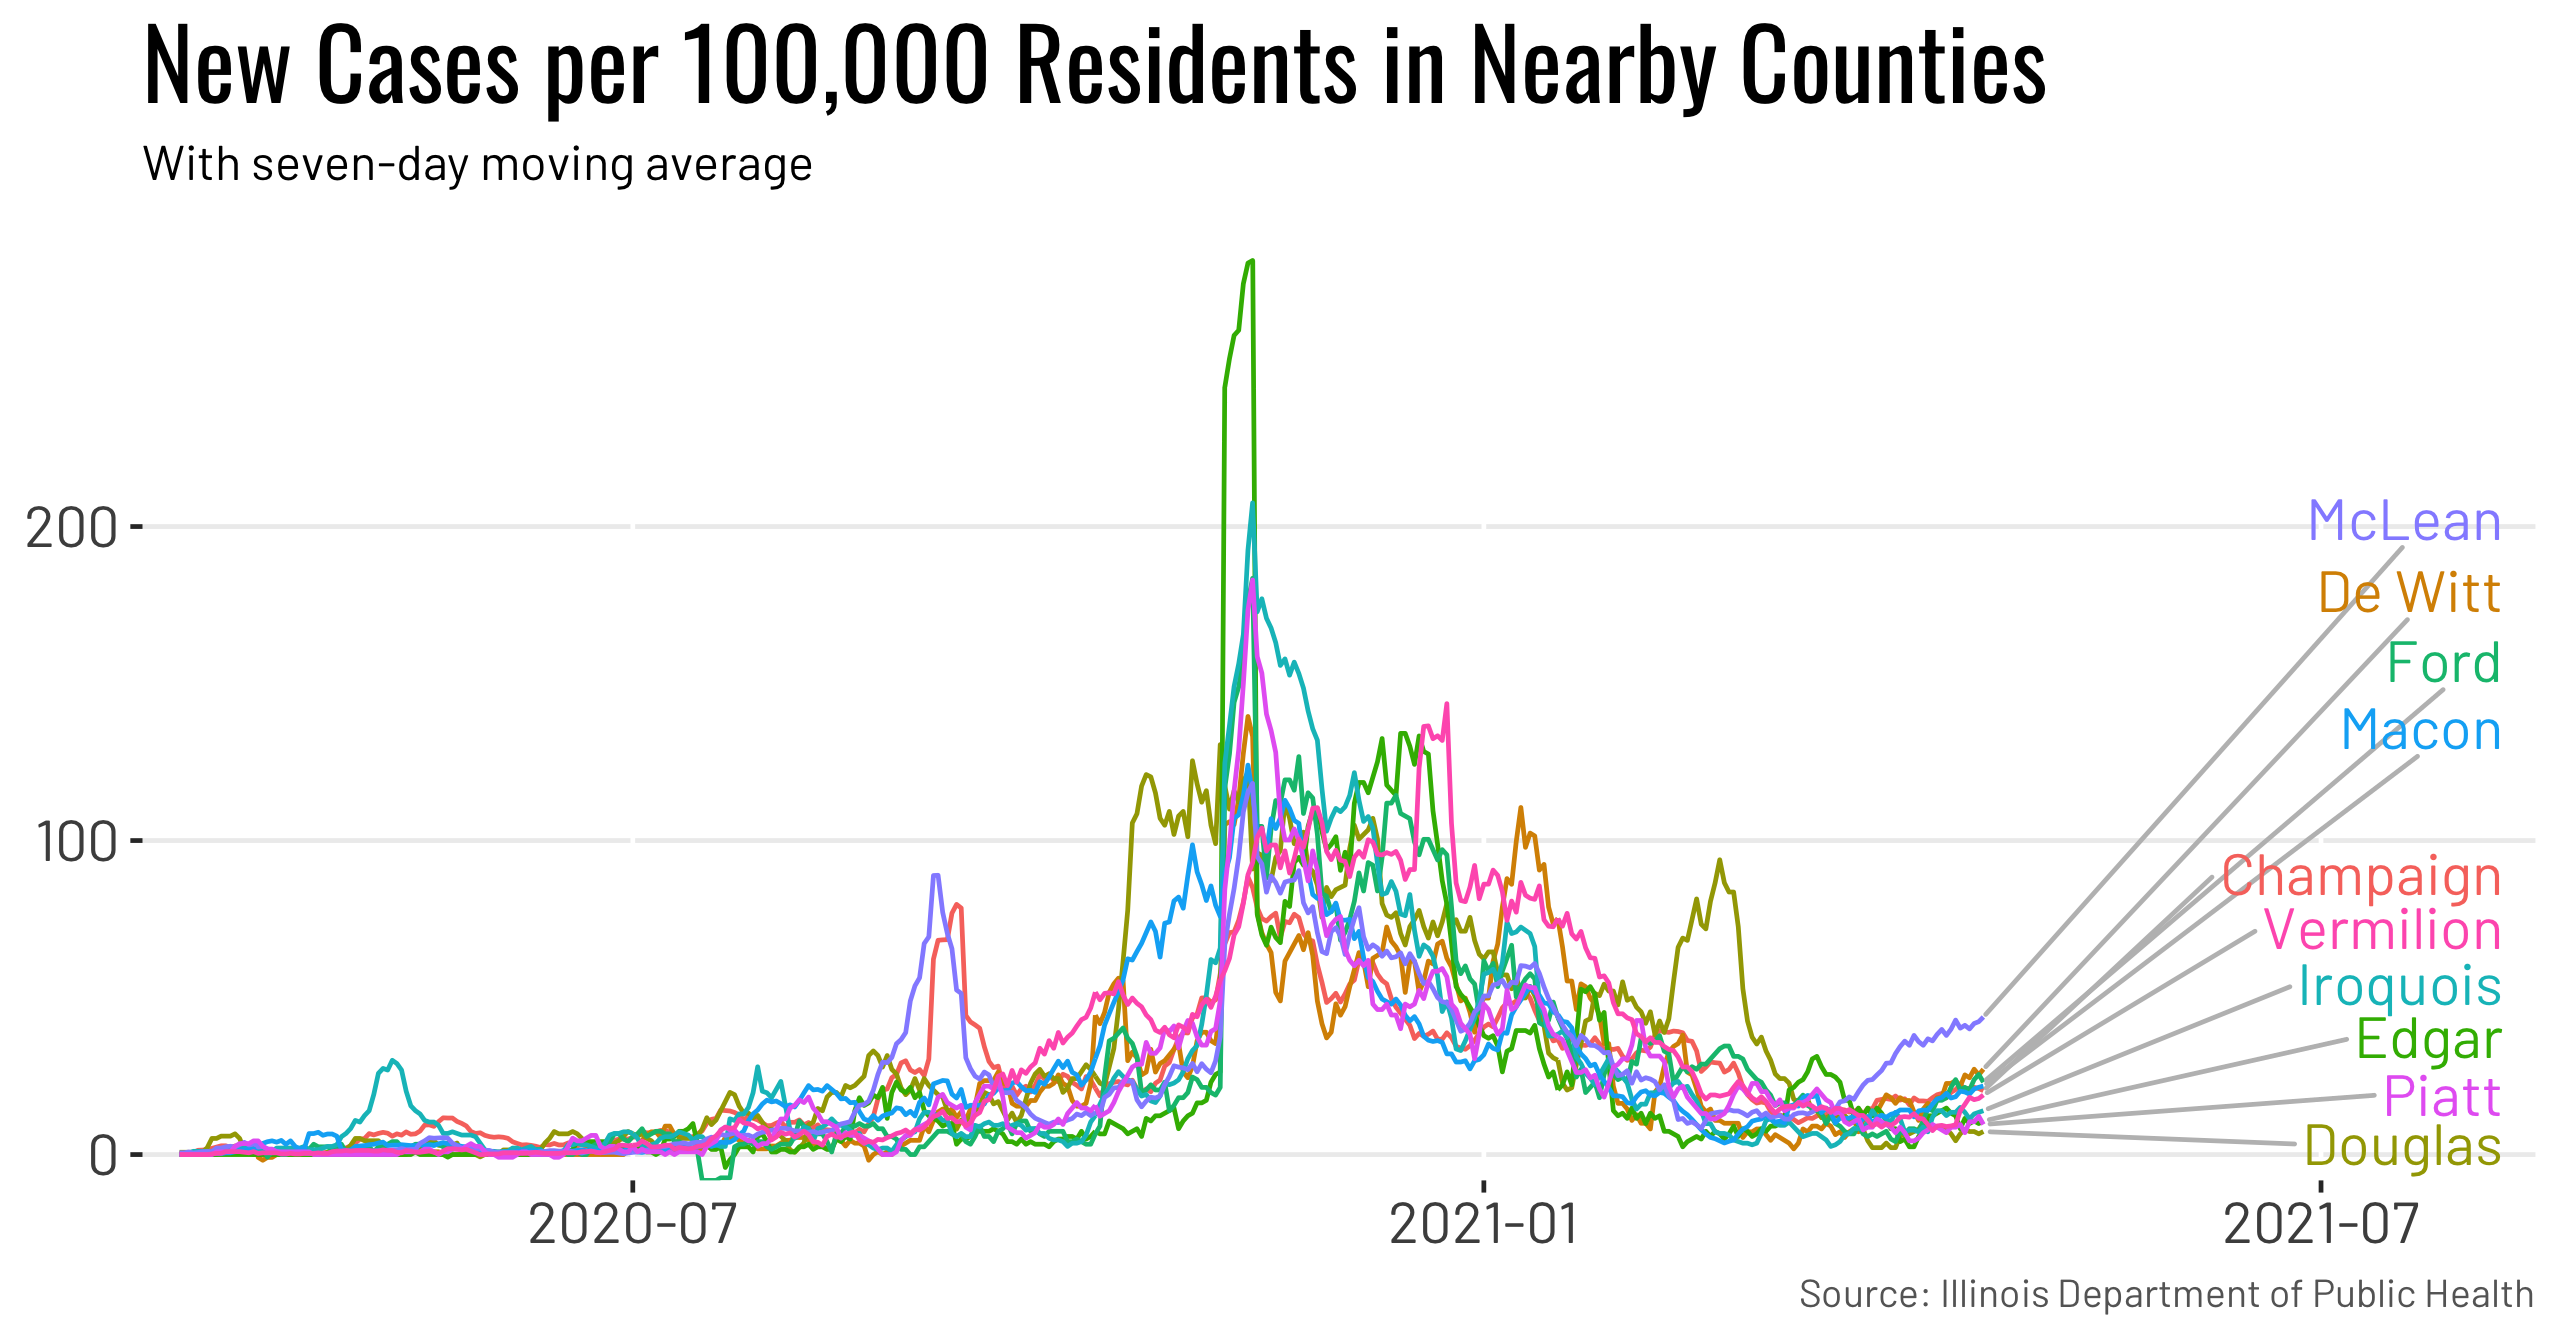 New Cases per 100,000 Residents in Nearby Counties
With seven-day moving average
200
100
0
McLean
De Witt
Ford
Macon
Champaign
Vermilion
Iroquois
Edgar
Piatt
Douglas
2020-07
2021-01
2021-07
Source: Illinois Department of Public Health